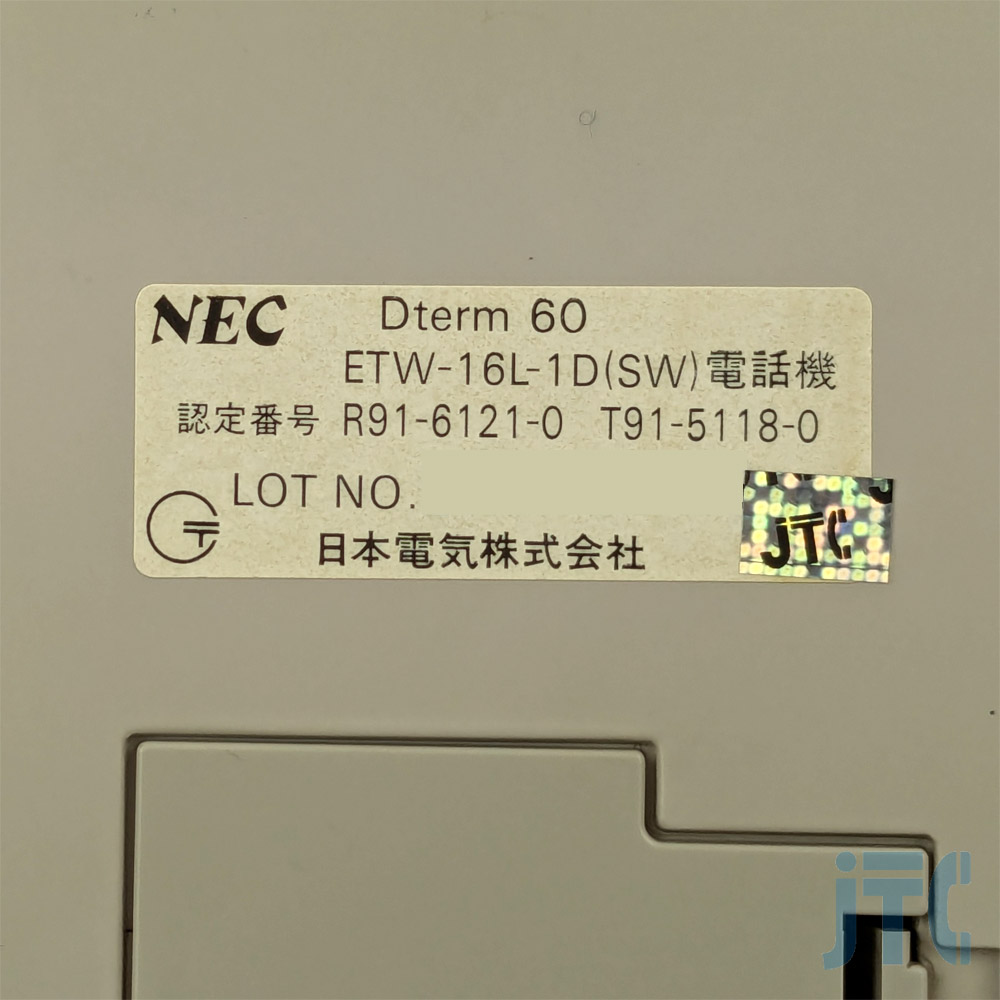 NEC Dterm 60
ETW-16L-1D(SW)電話機
認定番号 R91-6121-0 T91-5118-0
LOT NO.
〒
日本電気株式会社
JTC
JTC